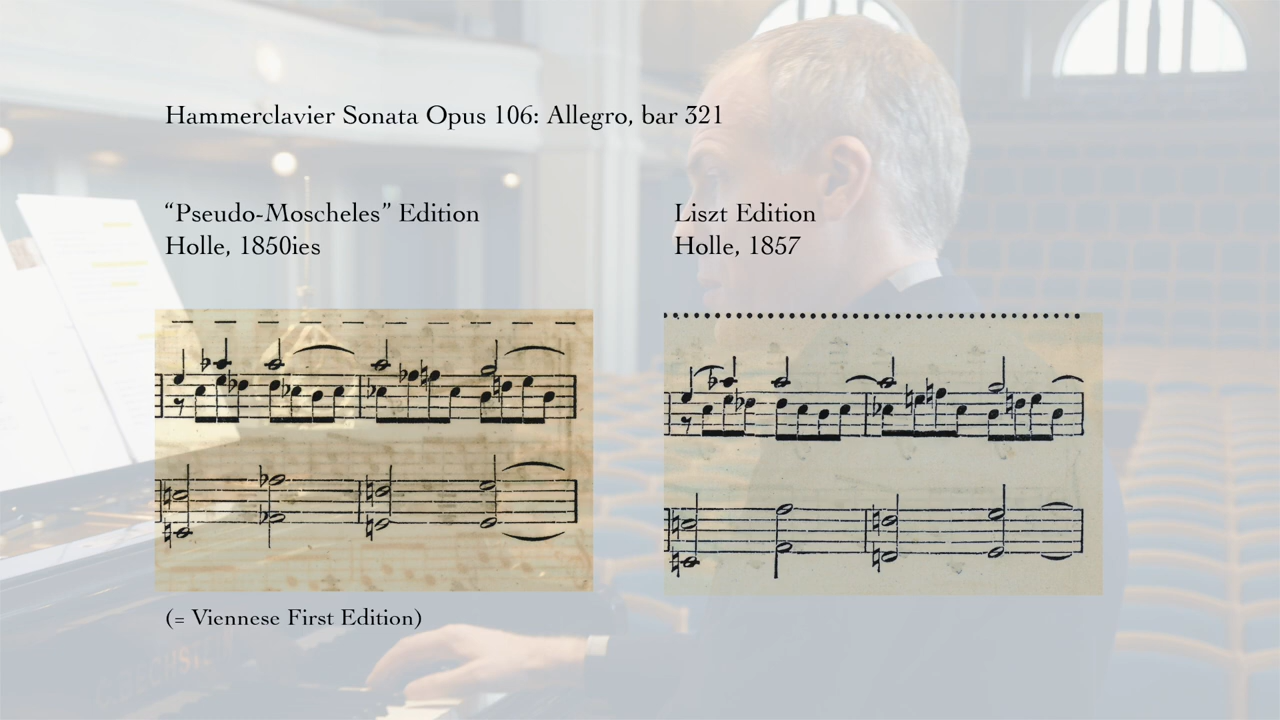 Hammerclavier Sonata Opus 106: Allegro, bar 321
“Pseudo-Moscheles” Edition
Holle, 1850ies
Liszt Edition
Holle, 1857
(= Viennese First Edition)
C. BECHSTEIN